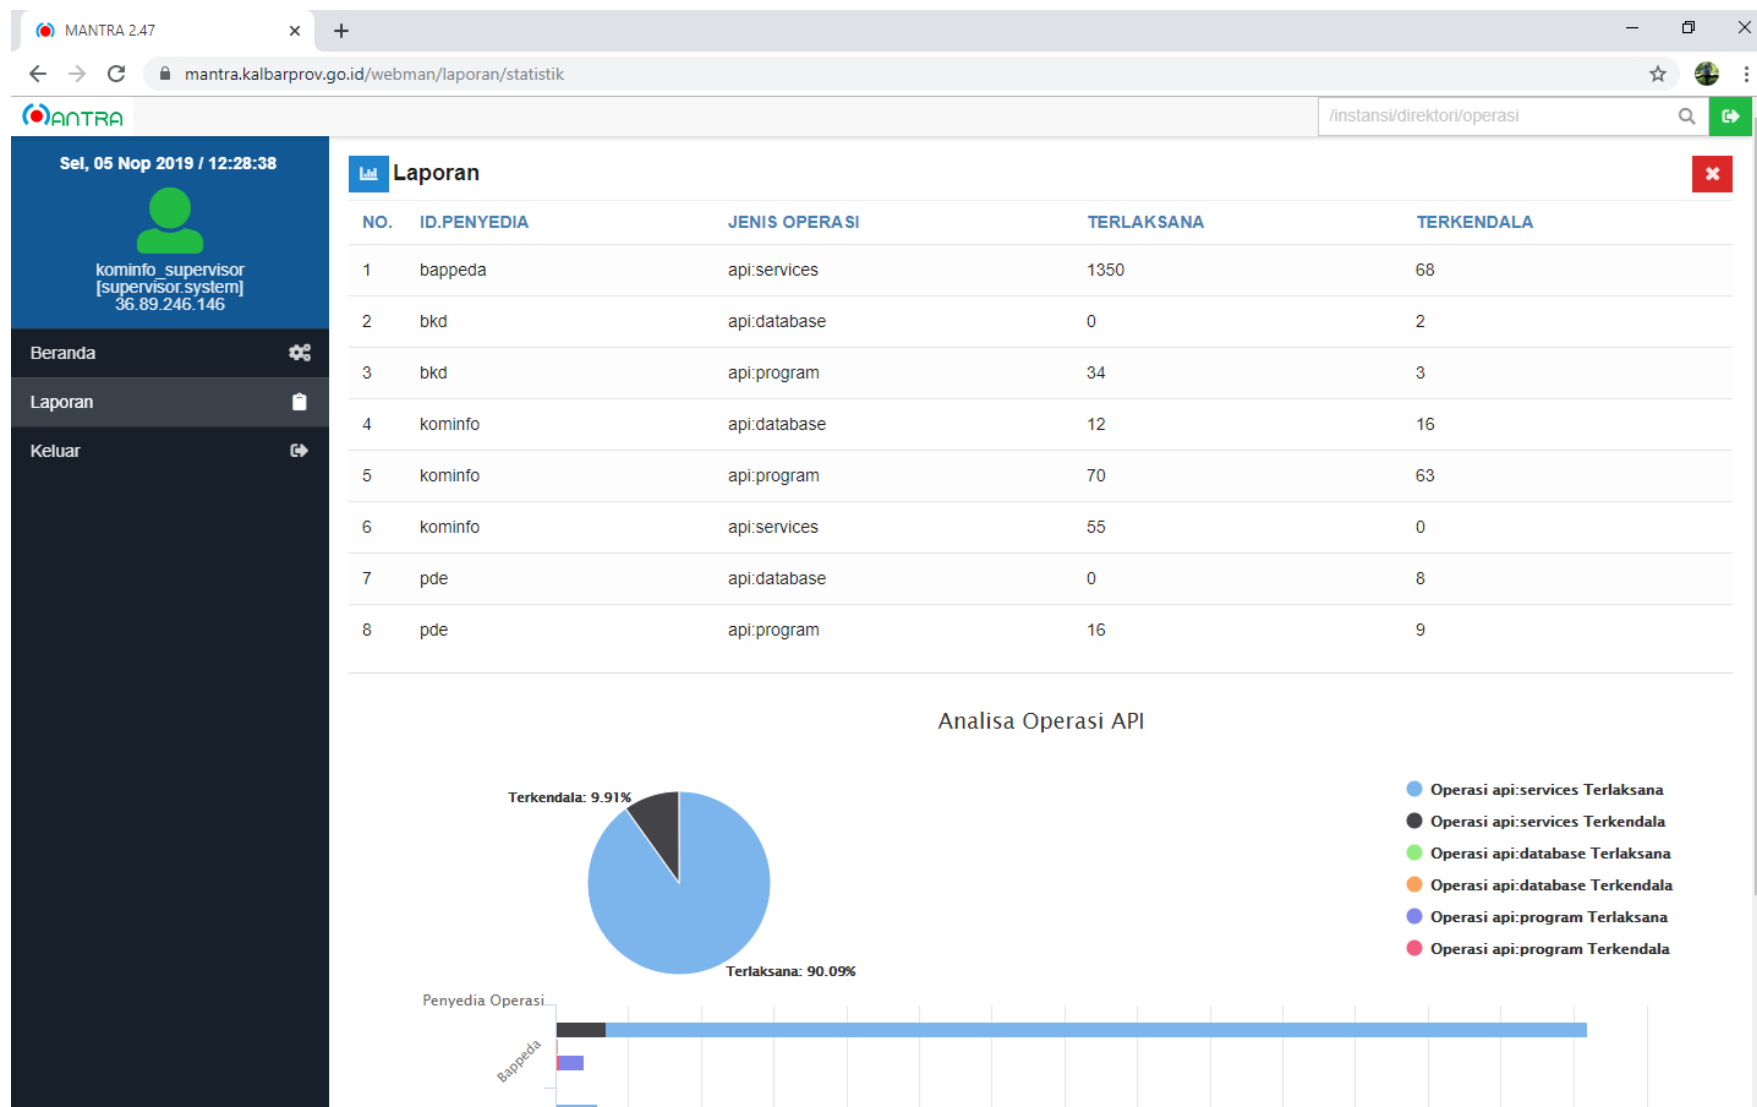 MANTRA 2.47
mantra.kalbarprov.go.id/webman/laporan/statistik
MANTRA
/instansi/direktori/operasi
Sel, 05 Nop 2019 / 12:28:38
kominfo_supervisor
[supervisor.system]
36.89.246.146
Beranda
Laporan
Keluar
Laporan
NO. ID.PENYEDIA JENIS OPERASI TERLAKSANA TERKENDALA
1 bappeda api:services 1350 68
2 bkd api:database 0 2
3 bkd api:program 34 3
4 kominfo api:database 12 16
5 kominfo api:program 70 63
6 kominfo api:services 55 0
7 pde api:database 0 8
8 pde api:program 16 9
Analisa Operasi API
Terkendala: 9.91%
Terlaksana: 90.09%
Operasi api:services Terlaksana
Operasi api:services Terkendala
Operasi api:database Terlaksana
Operasi api:database Terkendala
Operasi api:program Terlaksana
Operasi api:program Terkendala
Penyedia Operasi
Bappeda